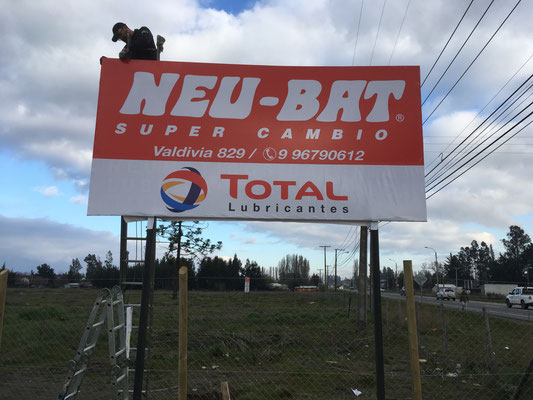 NEU-BAT®
SUPER CAMBIO
Valdivia 829 / 9 96790612
TOTAL
Lubricantes